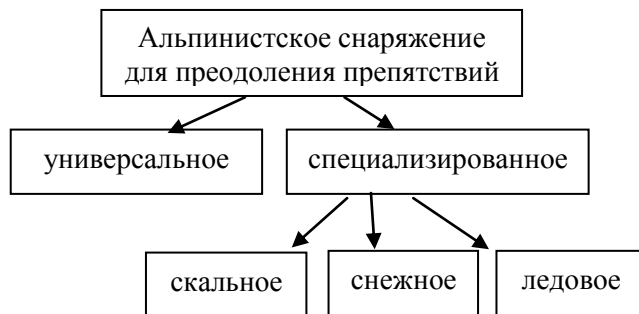 Альпинистское снаряжение
для преодоления препятствий
универсальное
специализированное
скальное
снежное
ледовое